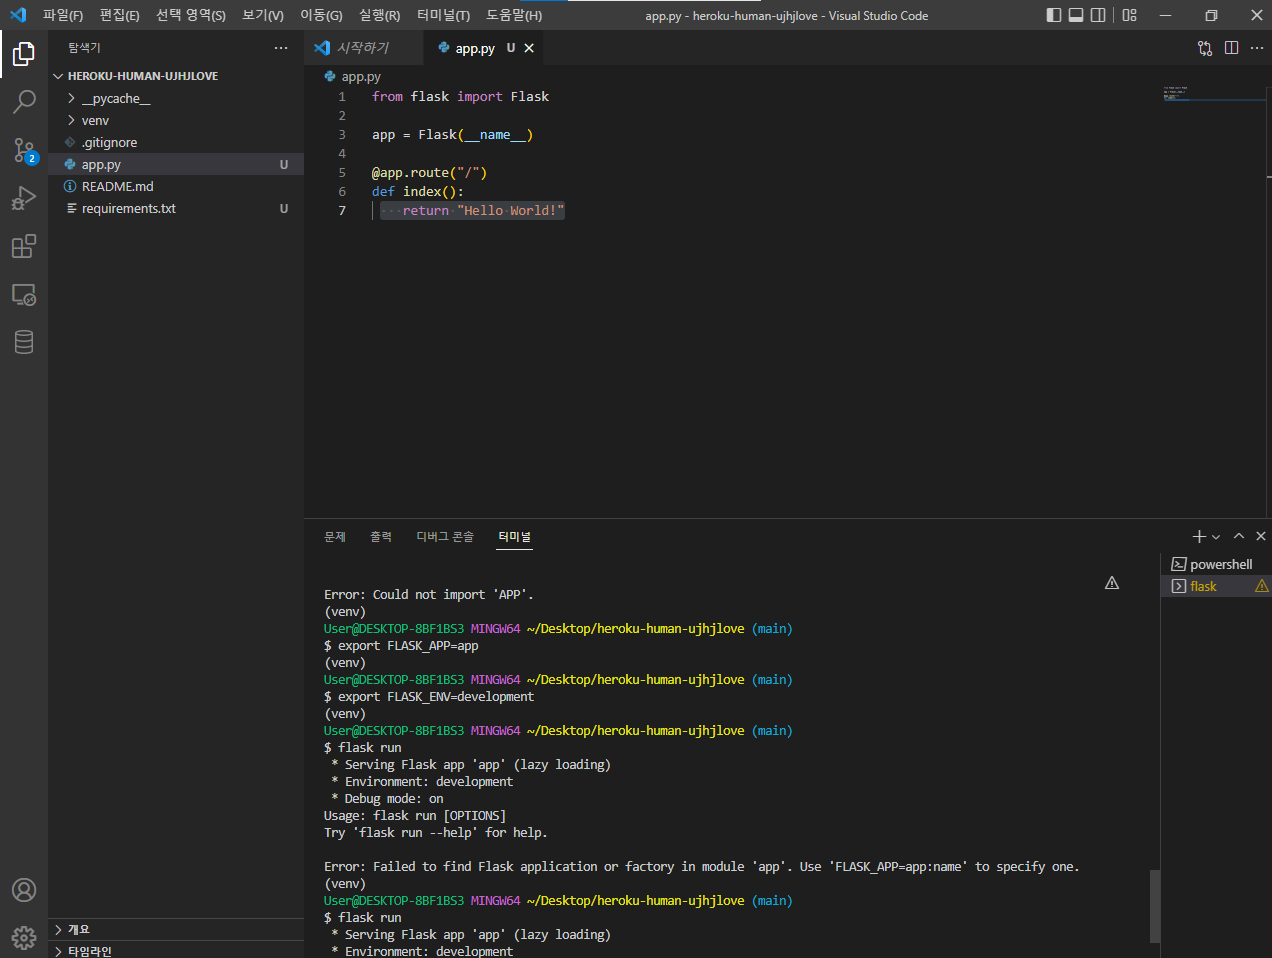 파일(F) 편집(E) 선택 영역(S) 보기(V) 이동(G) 실행(R) 터미널(T) 도움말(H) app.py - heroku-human-ujhjlove - Visual Studio Code
탐색기
시작하기 app.py U
HEROKU-HUMAN-UJHJLOVE
__pycache__
venv
.gitignore
app.py U
README.md
requirements.txt U
2
app.py
1 from flask import Flask
2
3 app = Flask(__name__)
4
5 @app.route("/")
6 def index():
7 return "Hello World!"
문제 출력 디버그 콘솔 터미널
powershell
flask
Error: Could not import 'APP'.
(venv)
User@DESKTOP-8BF1BS3 MINGW64 ~/Desktop/heroku-human-ujhjlove (main)
$ export FLASK_APP=app
(venv)
User@DESKTOP-8BF1BS3 MINGW64 ~/Desktop/heroku-human-ujhjlove (main)
$ export FLASK_ENV=development
(venv)
User@DESKTOP-8BF1BS3 MINGW64 ~/Desktop/heroku-human-ujhjlove (main)
$ flask run
* Serving Flask app 'app' (lazy loading)
* Environment: development
* Debug mode: on
Usage: flask run [OPTIONS]
Try 'flask run --help' for help.
Error: Failed to find Flask application or factory in module 'app'. Use 'FLASK_APP=app:name' to specify one.
(venv)
User@DESKTOP-8BF1BS3 MINGW64 ~/Desktop/heroku-human-ujhjlove (main)
$ flask run
* Serving Flask app 'app' (lazy loading)
* Environment: development
개요
타임라인